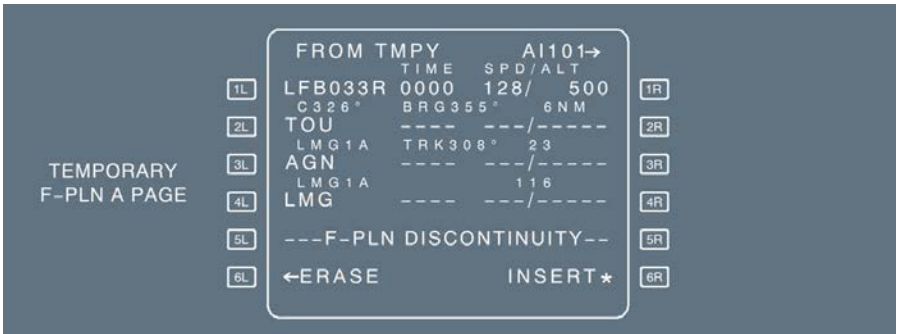 FROM TMPY AI101→
TIME SPD/ALT
1L LFB033R 0000 128/ 500 1R
C326° BRG355° 6NM
2L TOU ---- ---/----- 2R
LMG1A TRK308° 23
TEMPORARY
F-PLN A PAGE
3L AGN ---- ---/----- 3R
LMG1A 116
4L LMG ---- ---/----- 4R
5L ---F-PLN DISCONTINUITY-- 5R
6L ←ERASE INSERT* 6R